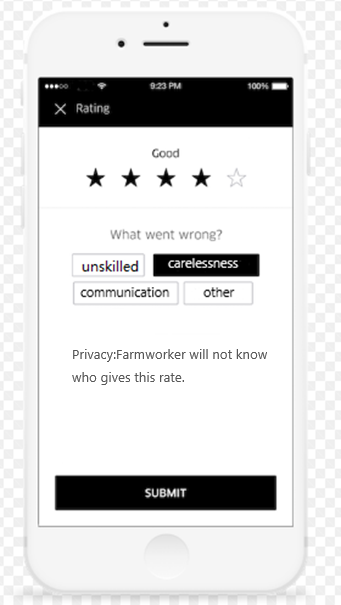 9:23 PM 100%
Rating
Good
What went wrong?
unskilled carelessness
communication other
Privacy:Farmworker will not know
who gives this rate.
SUBMIT